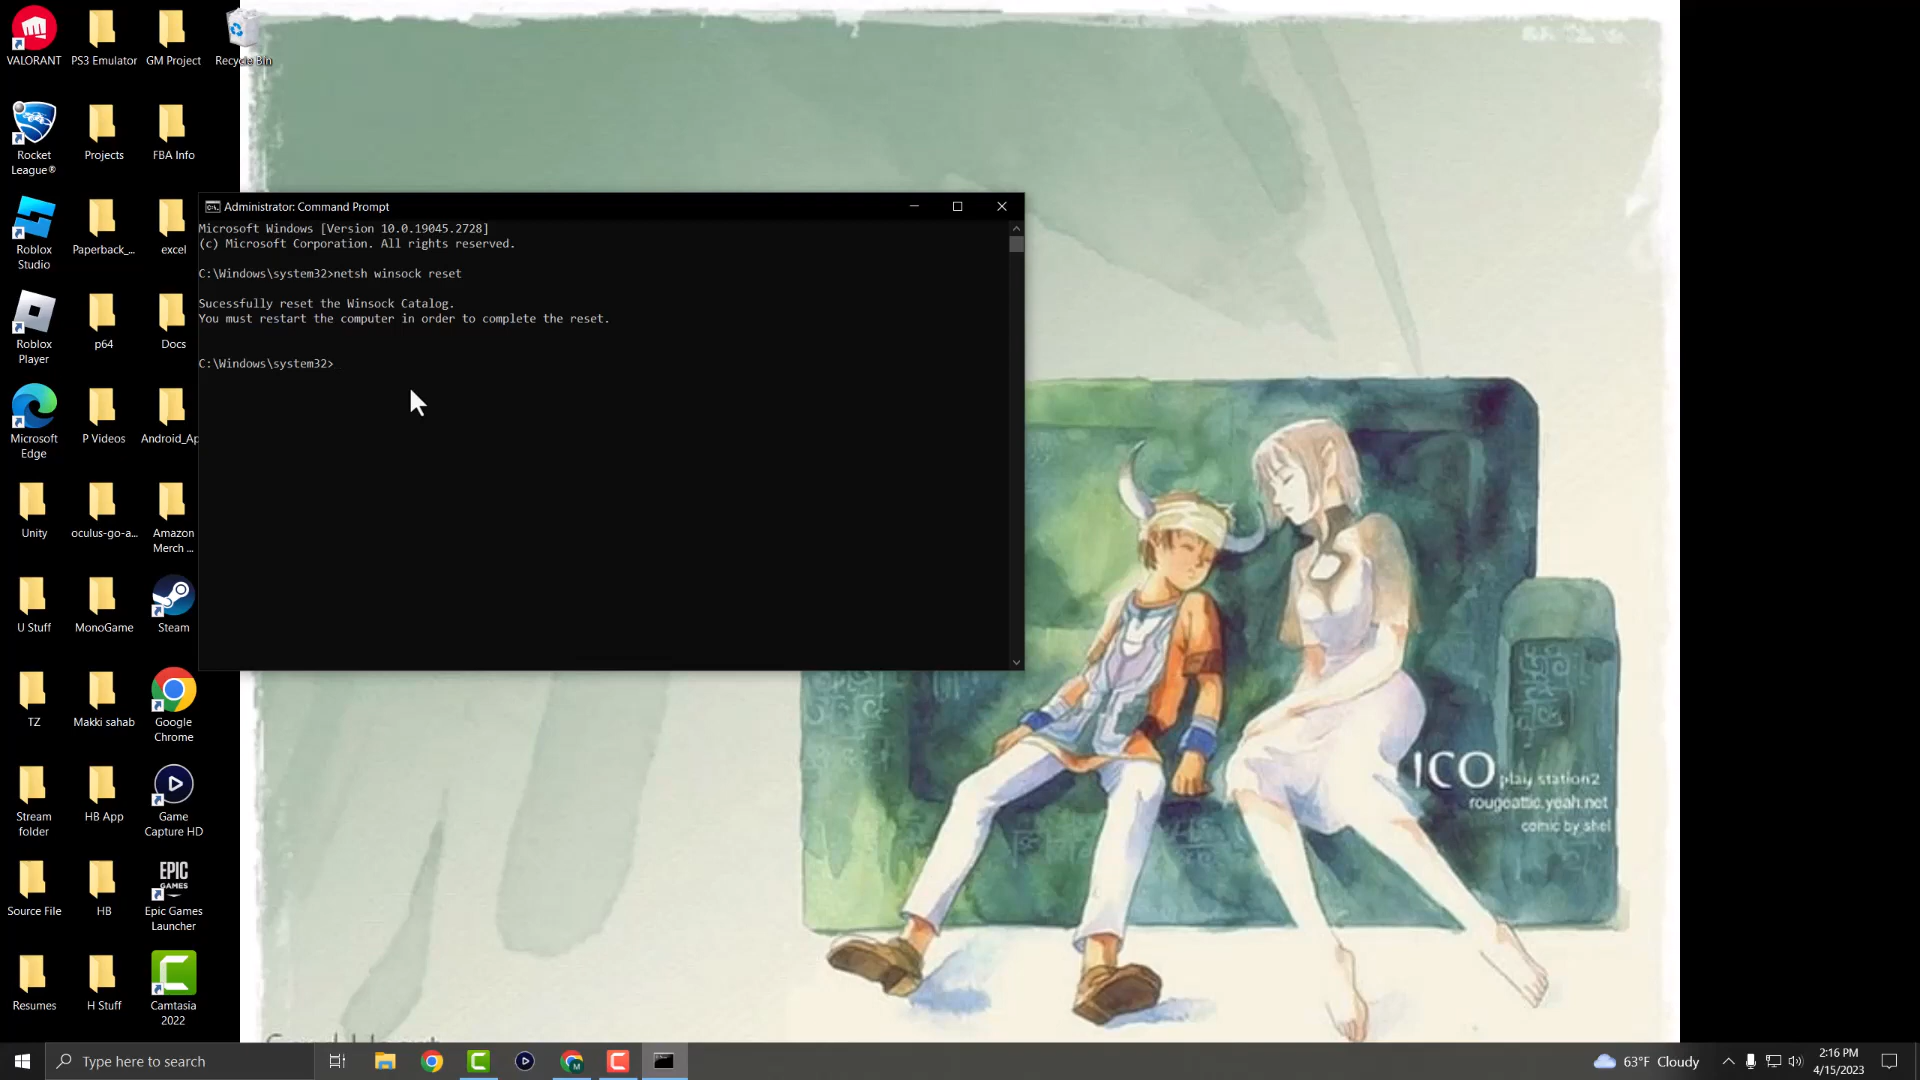 VALORANT
PS3 Emulator
GM Project
Recycle Bin
Rocket
League®
Projects
FBA Info
Roblox
Studio
Paperback_...
excel
Roblox
Player
p64
Docs
Microsoft
Edge
P Videos
Android_Ap
Unity
oculus-go-a...
Amazon
Merch ...
U Stuff
MonoGame
Steam
TZ
Makki sahab
Google
Chrome
Stream
folder
HB App
Game
Capture HD
Source File
HB
EPIC
GAMES
Epic Games
Launcher
Resumes
H Stuff
Camtasia
2022
Administrator: Command Prompt
Microsoft Windows [Version 10.0.19045.2728]
(c) Microsoft Corporation. All rights reserved.
C:\Windows\system32>netsh winsock reset
Sucessfully reset the Winsock Catalog.
You must restart the computer in order to complete the reset.
C:\Windows\system32>
ICO play station2
rougeattic.yeah.net
comic by shel
Type here to search
63°F Cloudy
2:16 PM
4/15/2023